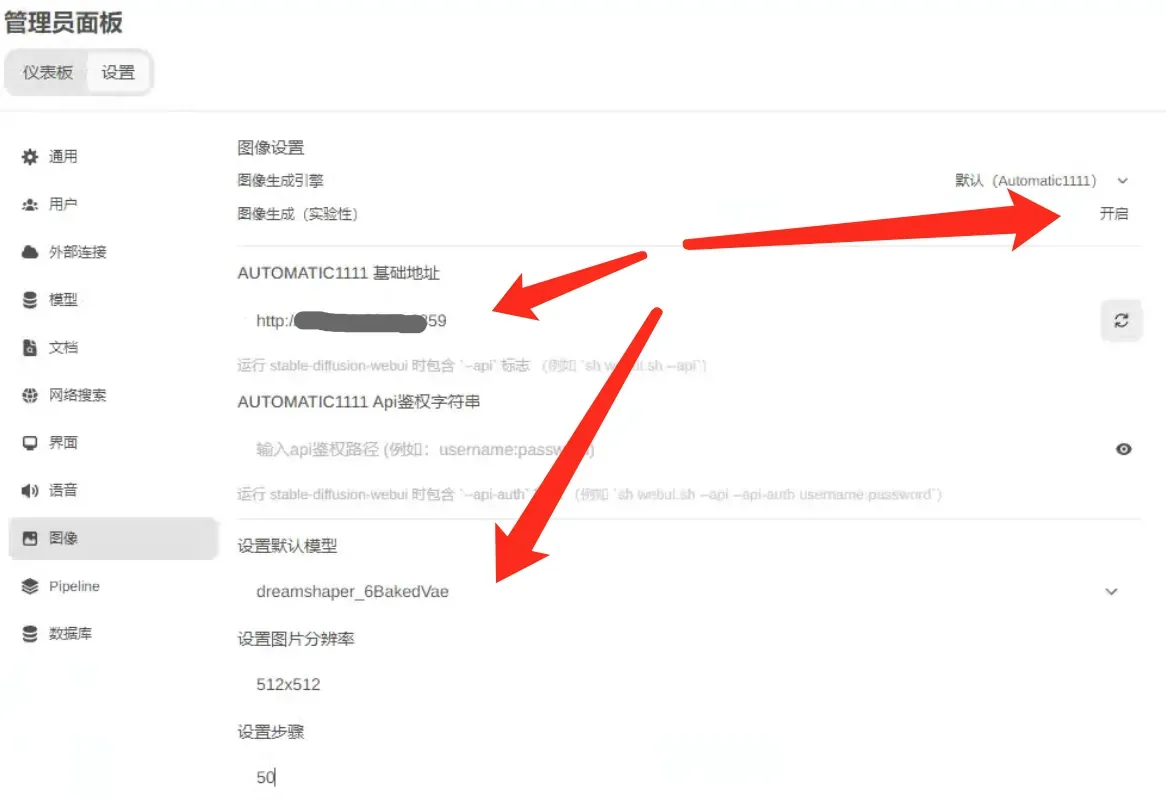 管理员面板
仪表板 设置
通用
用户
外部连接
模型
文档
网络搜索
界面
语音
图像
Pipeline
数据库
图像设置
图像生成引擎 默认（Automatic1111）
图像生成（实验性） 开启
AUTOMATIC1111 基础地址
http:/ 59
运行 stable-diffusion-webui 时包含 `--api` 标志 （例如 `sh webui.sh --api`）
AUTOMATIC1111 Api鉴权字符串
输入api鉴权路径 (例如：username:password)
运行 stable-diffusion-webui 时包含 `--api-auth` （例如 `sh webui.sh --api --api-auth username:password`）
设置默认模型
dreamshaper_6BakedVae
设置图片分辨率
512x512
设置步骤
50